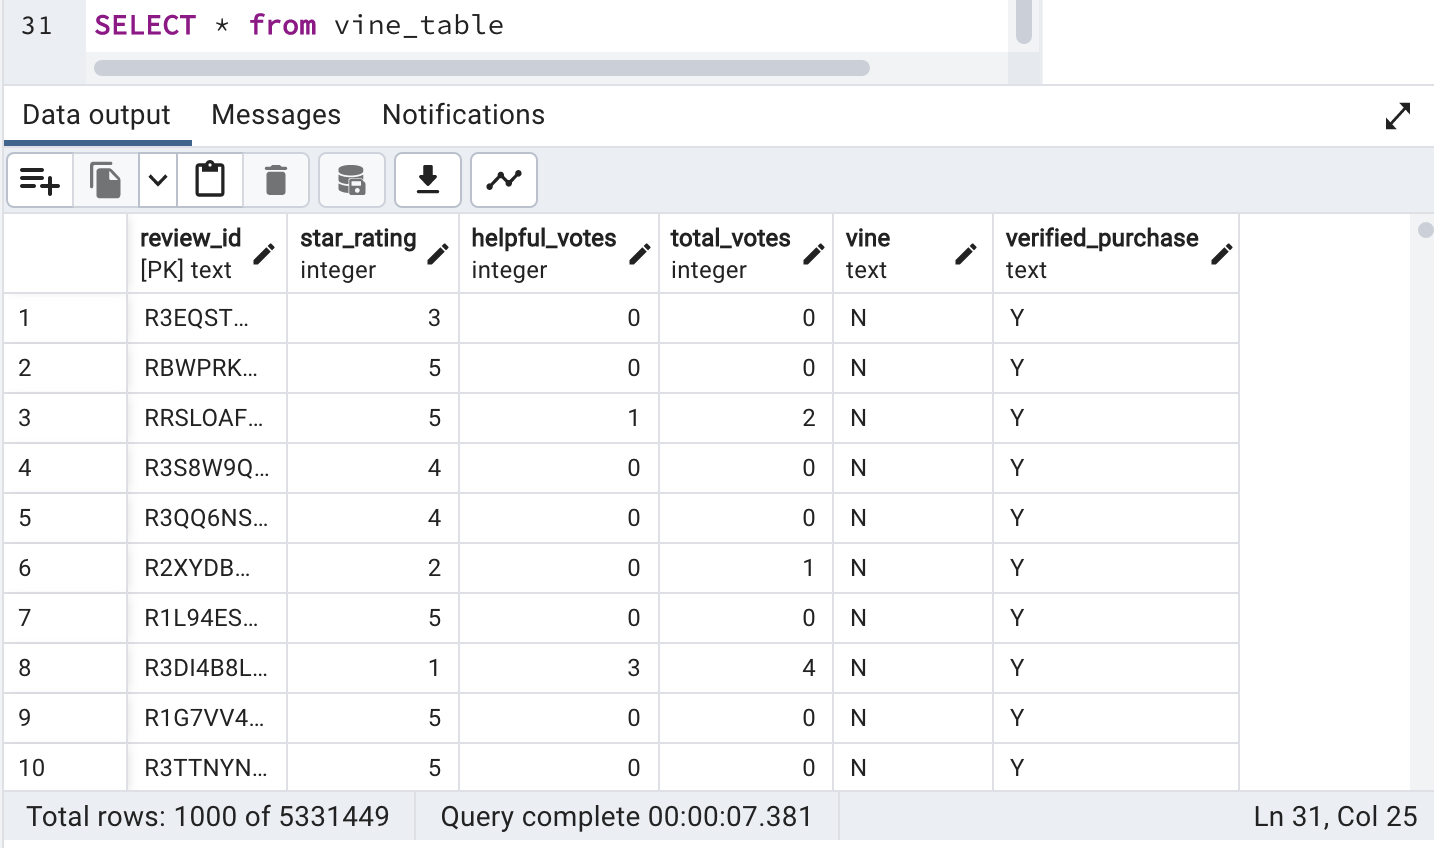 31 SELECT * from vine_table
Data output Messages Notifications
review_id star_rating helpful_votes total_votes vine verified_purchase
[PK] text integer integer integer text text
1 R3EQST... 3 0 0 N Y
2 RBWPRK... 5 0 0 N Y
3 RRSLOAF... 5 1 2 N Y
4 R3S8W9Q... 4 0 0 N Y
5 R3QQ6NS... 4 0 0 N Y
6 R2XYDB... 2 0 1 N Y
7 R1L94ES... 5 0 0 N Y
8 R3DI4B8L... 1 3 4 N Y
9 R1G7VV4... 5 0 0 N Y
10 R3TTNYN... 5 0 0 N Y
Total rows: 1000 of 5331449 Query complete 00:00:07.381 Ln 31, Col 25